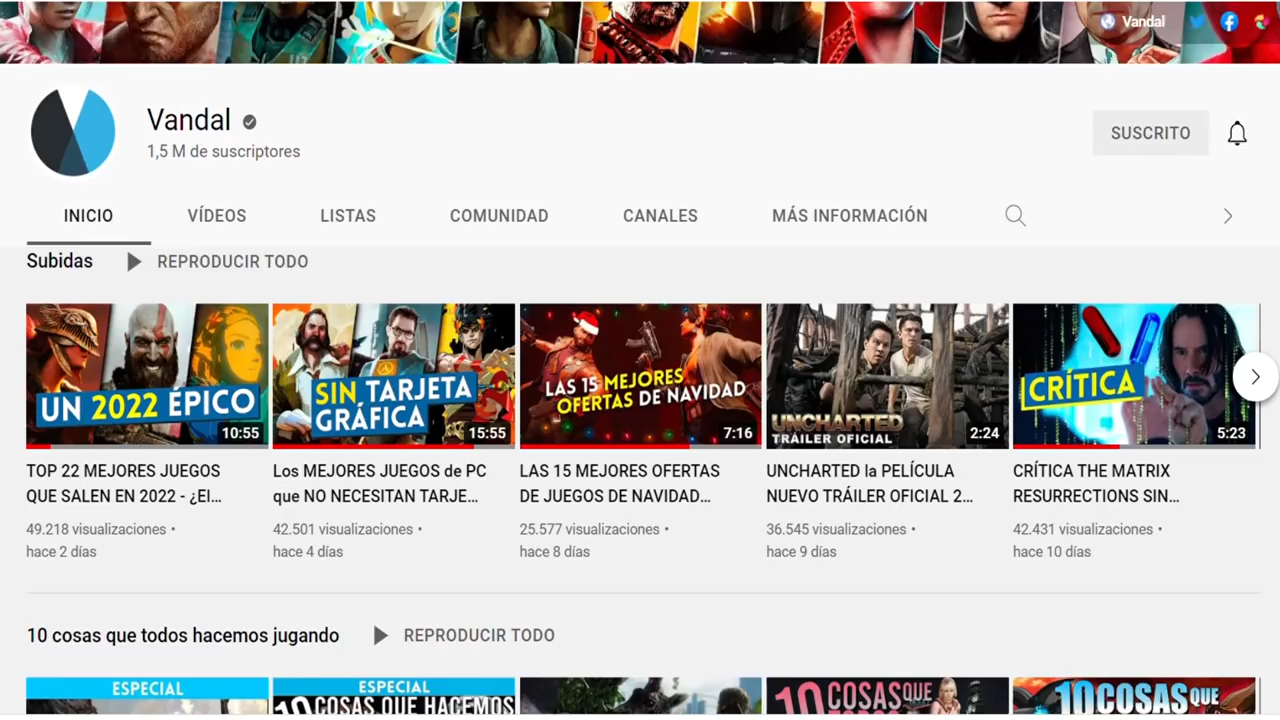 Vandal
Vandal
1,5 M de suscriptores
SUSCRITO
INICIO
VÍDEOS
LISTAS
COMUNIDAD
CANALES
MÁS INFORMACIÓN
Subidas
REPRODUCIR TODO
UN 2022 ÉPICO
10:55
SIN TARJETA
GRÁFICA
15:55
LAS 15 MEJORES
OFERTAS DE NAVIDAD
7:16
UNCHARTED
TRÁILER OFICIAL
2:24
CRÍTICA
5:23
TOP 22 MEJORES JUEGOS
QUE SALEN EN 2022 - ¿El...
49.218 visualizaciones •
hace 2 días
Los MEJORES JUEGOS de PC
que NO NECESITAN TARJE...
42.501 visualizaciones •
hace 4 días
LAS 15 MEJORES OFERTAS
DE JUEGOS DE NAVIDAD...
25.577 visualizaciones •
hace 8 días
UNCHARTED la PELÍCULA
NUEVO TRÁILER OFICIAL 2...
36.545 visualizaciones •
hace 9 días
CRÍTICA THE MATRIX
RESURRECTIONS SIN...
42.431 visualizaciones •
hace 10 días
10 cosas que todos hacemos jugando
REPRODUCIR TODO
ESPECIAL
ESPECIAL
10 COSAS QUE HACEMOS
10 COSAS QUE
10 COSAS QUE